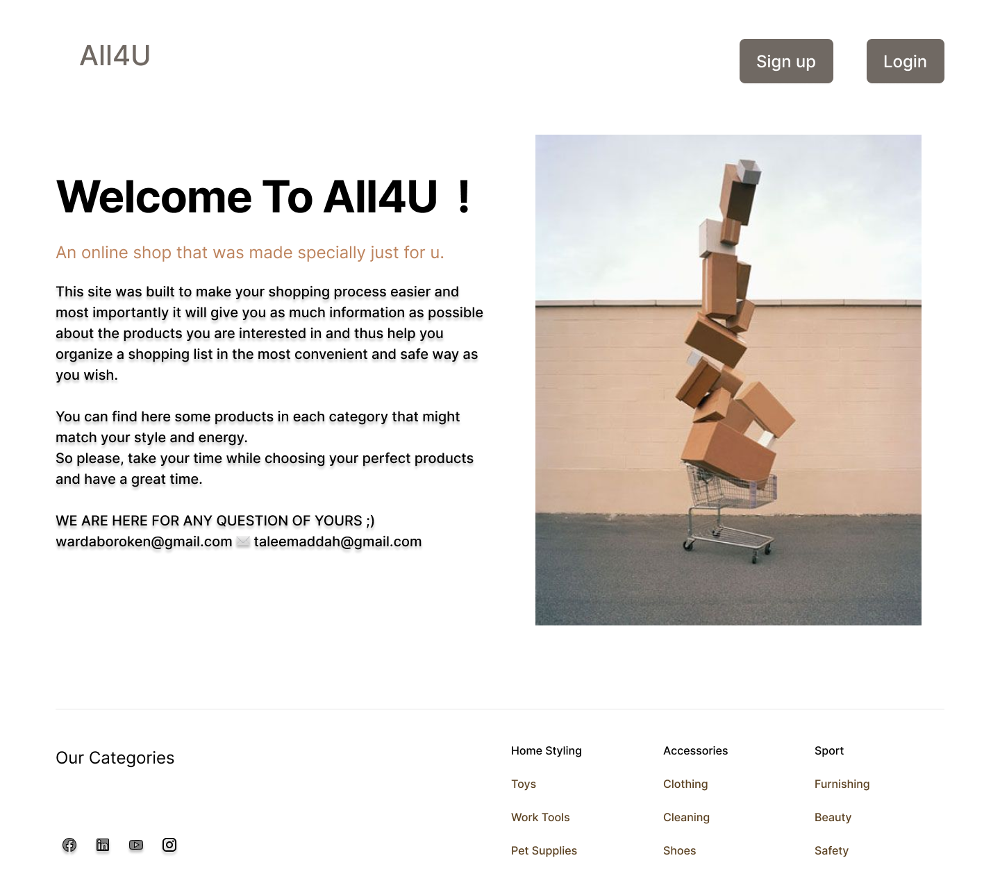 All4U
Sign up
Login
Welcome To All4U !
An online shop that was made specially just for u.
This site was built to make your shopping process easier and
most importantly it will give you as much information as possible
about the products you are interested in and thus help you
organize a shopping list in the most convenient and safe way as
you wish.
You can find here some products in each category that might
match your style and energy.
So please, take your time while choosing your perfect products
and have a great time.
WE ARE HERE FOR ANY QUESTION OF YOURS ;)
wardaboroken@gmail.com ✉️ taleemaddah@gmail.com
Our Categories
Home Styling
Toys
Work Tools
Pet Supplies
Accessories
Clothing
Cleaning
Shoes
Sport
Furnishing
Beauty
Safety